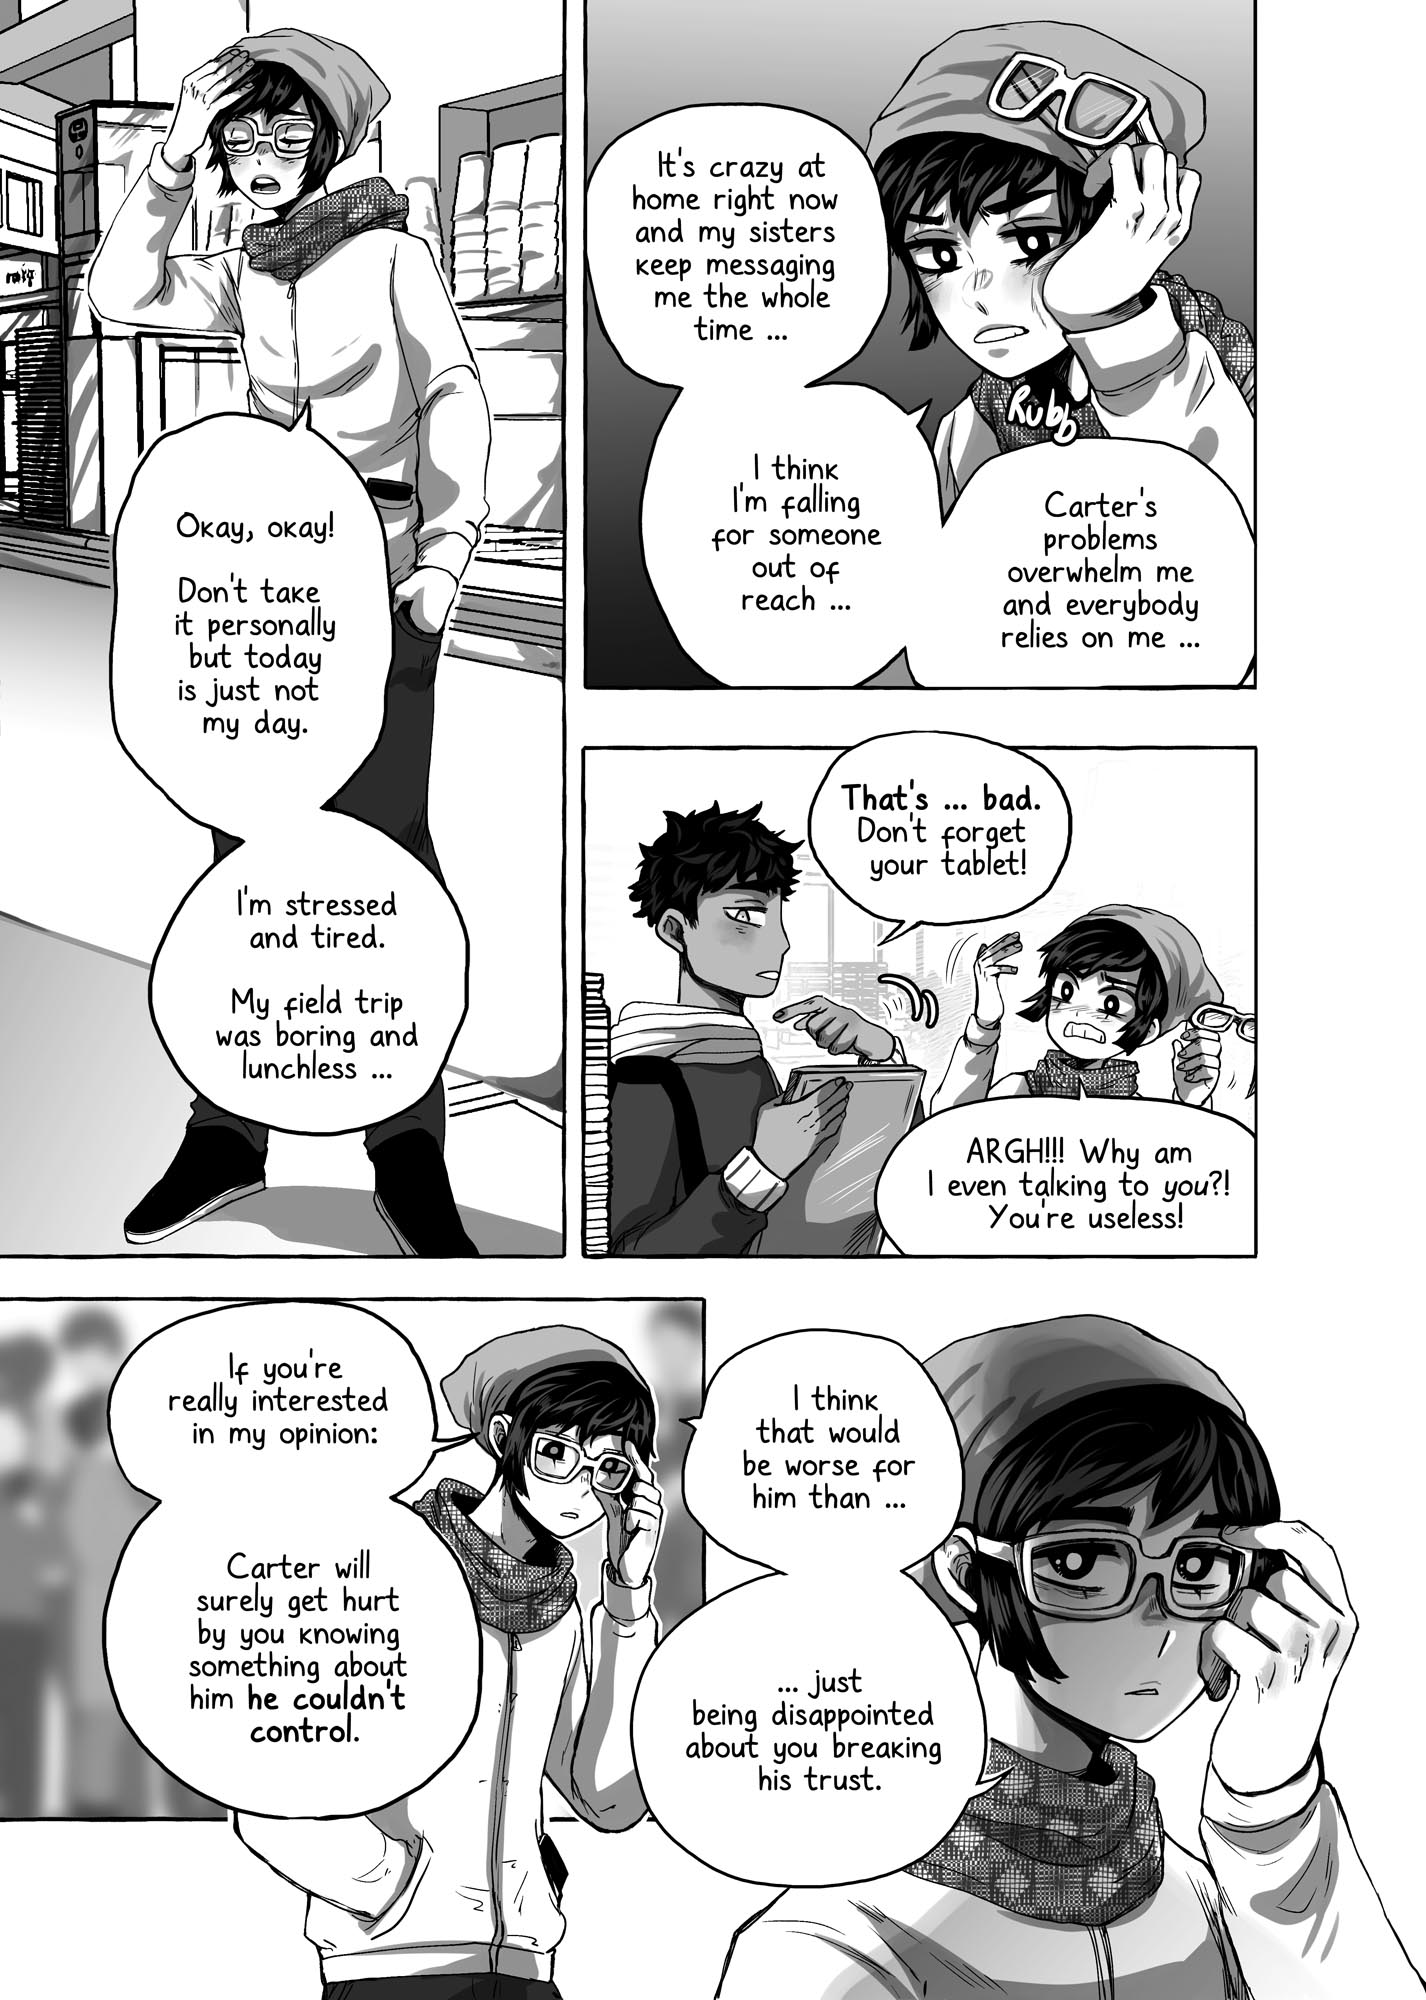 Okay, okay!
Don't take
it personally
but today
is just not
my day.
I'm stressed
and tired.
My field trip
was boring and
lunchless ...
It's crazy at
home right now
and my sisters
keep messaging
me the whole
time ...
I think
I'm falling
for someone
out of
reach ...
Rubb
Carter's
problems
overwhelm me
and everybody
relies on me ...
That's ... bad.
Don't forget
your tablet!
ARGH!!! Why am
I even talking to you?!
You're useless!
If you're
really interested
in my opinion:
Carter will
surely get hurt
by you knowing
something about
him he couldn't
control.
I think
that would
be worse for
him than ...
... just
being disappointed
about you breaking
his trust.